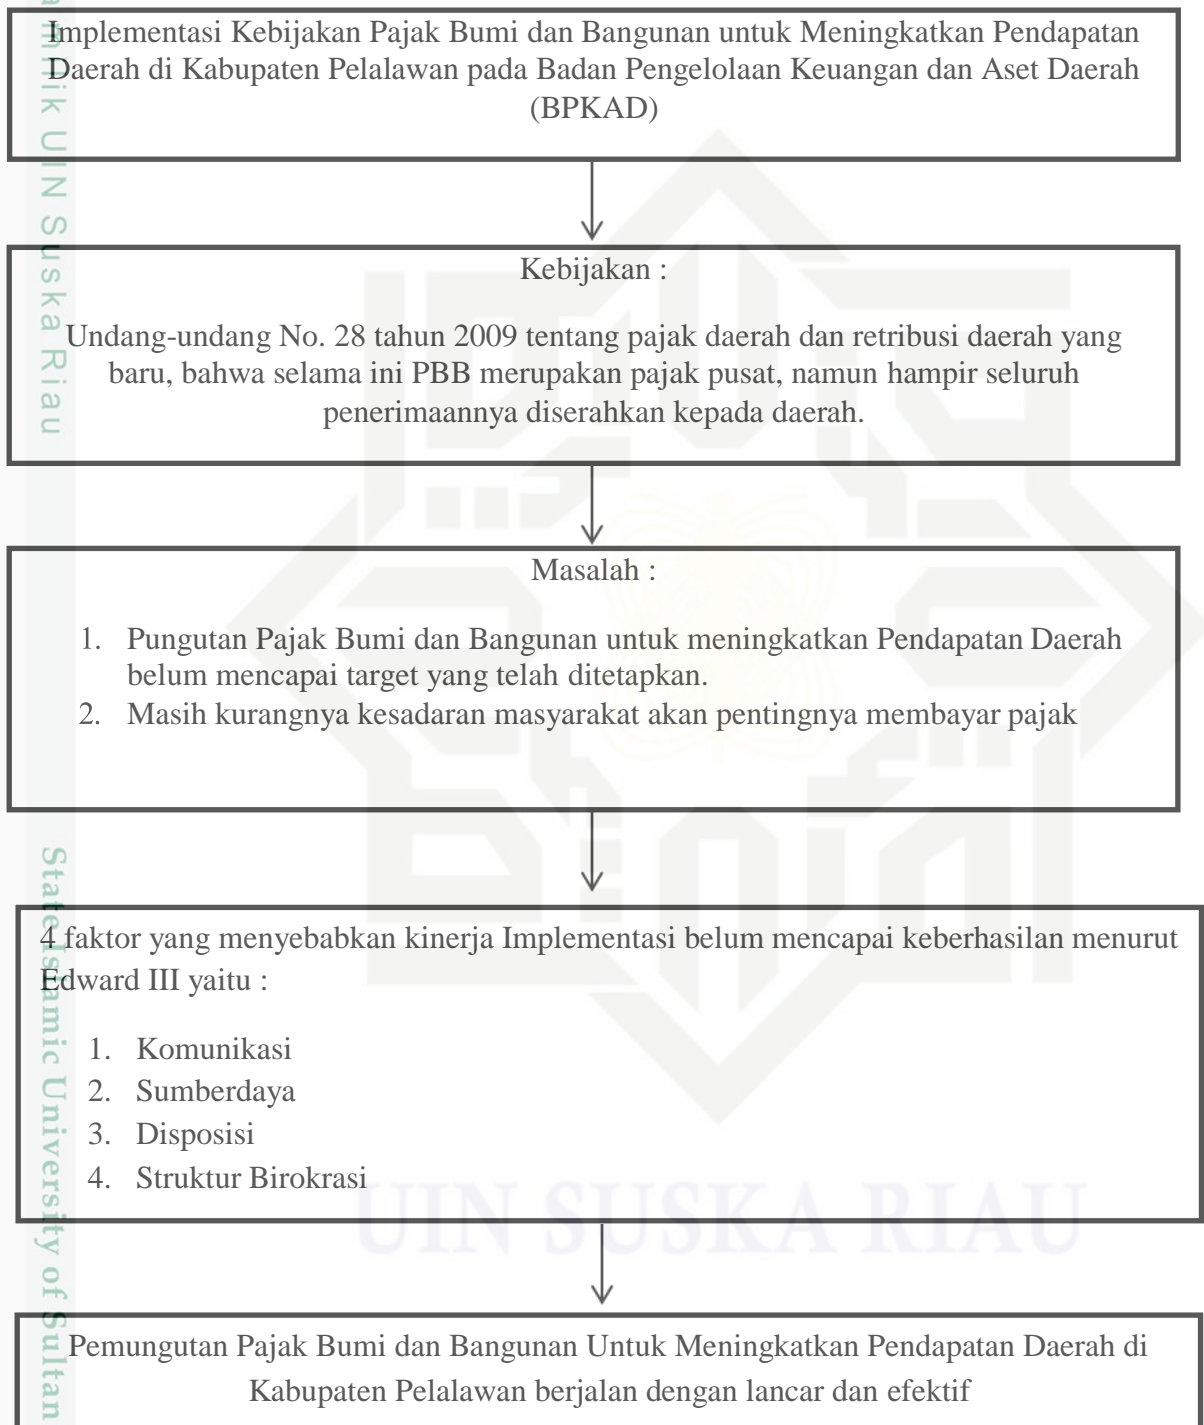 Implementasi Kebijakan Pajak Bumi dan Bangunan untuk Meningkatkan Pendapatan
Daerah di Kabupaten Pelalawan pada Badan Pengelolaan Keuangan dan Aset Daerah
(BPKAD)
Kebijakan :
Undang-undang No. 28 tahun 2009 tentang pajak daerah dan retribusi daerah yang
baru, bahwa selama ini PBB merupakan pajak pusat, namun hampir seluruh
penerimaannya diserahkan kepada daerah.
Masalah :
1. Pungutan Pajak Bumi dan Bangunan untuk meningkatkan Pendapatan Daerah
belum mencapai target yang telah ditetapkan.
2. Masih kurangnya kesadaran masyarakat akan pentingnya membayar pajak
4 faktor yang menyebabkan kinerja Implementasi belum mencapai keberhasilan menurut
Edward III yaitu :
1. Komunikasi
2. Sumberdaya
3. Disposisi
4. Struktur Birokrasi
UIN SUSKA RIAU
Pemungutan Pajak Bumi dan Bangunan Untuk Meningkatkan Pendapatan Daerah di
Kabupaten Pelalawan berjalan dengan lancar dan efektif
milik UIN Suska Riau
State Islamic University of Sultan